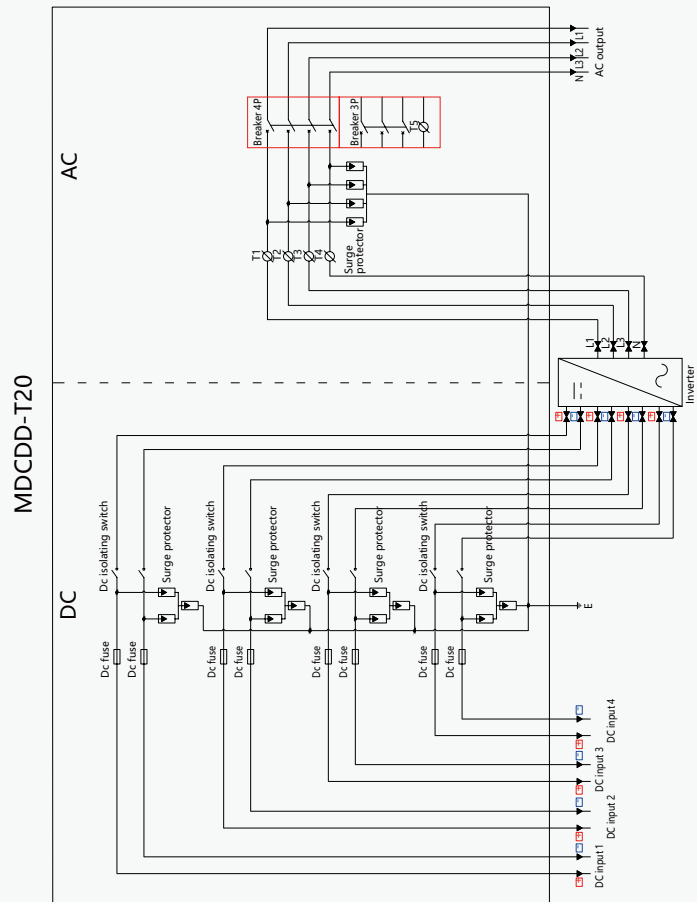 MDCDD-T20
AC
DC
L1
L2
L3
N
AC output
Breaker 4P
Breaker 3P
T5
Surge
protector
T1
T2
T3
T4
L1
L2
L3
N
Inverter
+
-
+
-
+
-
+
-
Dc isolating switch
Surge protector
Dc isolating switch
Surge protector
Dc isolating switch
Surge protector
Dc isolating switch
Surge protector
E
Dc fuse
Dc fuse
Dc fuse
Dc fuse
Dc fuse
Dc fuse
Dc fuse
Dc fuse
+
-
DC input 1
+
-
DC input 2
+
-
DC input 3
+
-
DC input 4